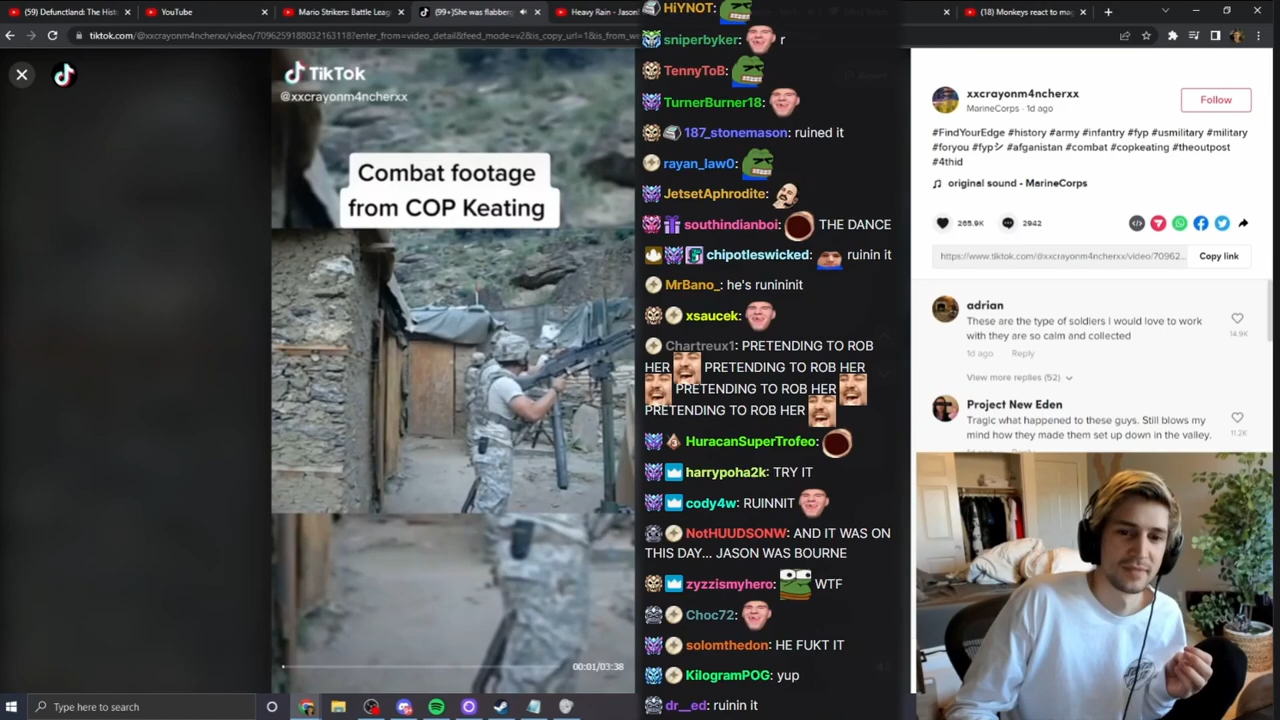 (59) Defunctland: The Hist
YouTube
Mario Strikers: Battle Leag
(99+)She was flabberg
Heavy Rain - Jason
(18) Monkeys react to mag
tiktok.com/@xxcrayonm4ncherxx/video/7096259188032163118?enter_from=video_detail&feed_mode=v2&is_copy_url=1&is_from_w
TikTok
@xxcrayonm4ncherxx
Combat footage
from COP Keating
00:01/03:38
HiYNOT:
sniperbyker: r
TennyToB:
TurnerBurner18:
187_stonemason: ruined it
rayan_law0:
JetsetAphrodite:
southindianboi: THE DANCE
chipotleswicked: ruinin it
MrBano_: he's runininit
xsaucek:
Chartreux1: PRETENDING TO ROB
HER PRETENDING TO ROB HER
PRETENDING TO ROB HER
PRETENDING TO ROB HER
HuracanSuperTrofeo:
harrypoha2k: TRY IT
cody4w: RUINNIT
NotHUUDSONW: AND IT WAS ON
THIS DAY... JASON WAS BOURNE
zyzzismyhero: WTF
Choc72:
solomthedon: HE FUKT IT
KilogramPOG: yup
dr__ed: ruinin it
xxcrayonm4ncherxx
MarineCorps · 1d ago
Follow
#FindYourEdge #history #army #infantry #fyp #usmilitary #military
#foryou #fypシ #afganistan #combat #copkeating #theoutpost
#4thid
original sound - MarineCorps
265.9K
2942
https://www.tiktok.com/@xxcrayonm4ncherxx/video/70962...
Copy link
adrian
These are the type of soldiers I would love to work
with they are so calm and collected
14.9K
1d ago Reply
View more replies (52)
Project New Eden
Tragic what happened to these guys. Still blows my
mind how they made them set up down in the valley.
11.2K
Type here to search